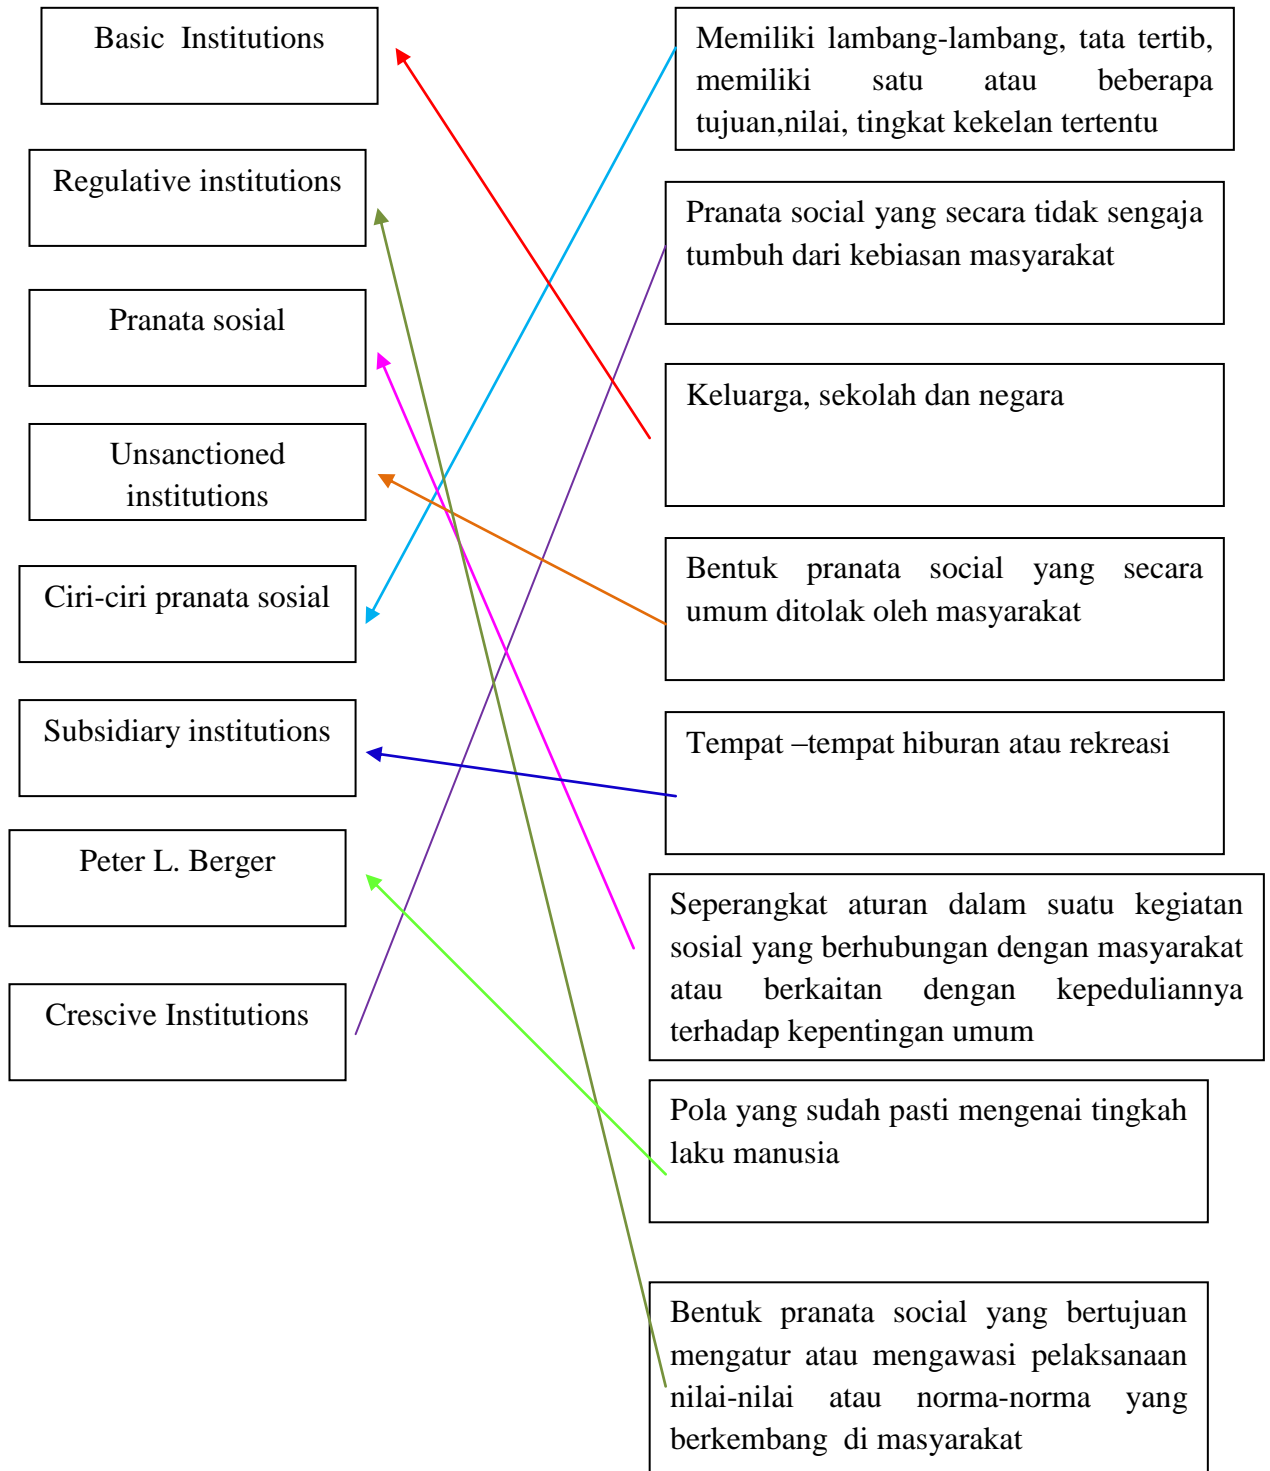 Basic Institutions
Regulative institutions
Pranata sosial
Unsanctioned
institutions
Ciri-ciri pranata sosial
Subsidiary institutions
Peter L. Berger
Crescive Institutions
Memiliki lambang-lambang, tata tertib,
memiliki satu atau beberapa
tujuan,nilai, tingkat kekelan tertentu
Pranata social yang secara tidak sengaja
tumbuh dari kebiasan masyarakat
Keluarga, sekolah dan negara
Bentuk pranata social yang secara
umum ditolak oleh masyarakat
Tempat –tempat hiburan atau rekreasi
Seperangkat aturan dalam suatu kegiatan
sosial yang berhubungan dengan masyarakat
atau berkaitan dengan kepeduliannya
terhadap kepentingan umum
Pola yang sudah pasti mengenai tingkah
laku manusia
Bentuk pranata social yang bertujuan
mengatur atau mengawasi pelaksanaan
nilai-nilai atau norma-norma yang
berkembang di masyarakat